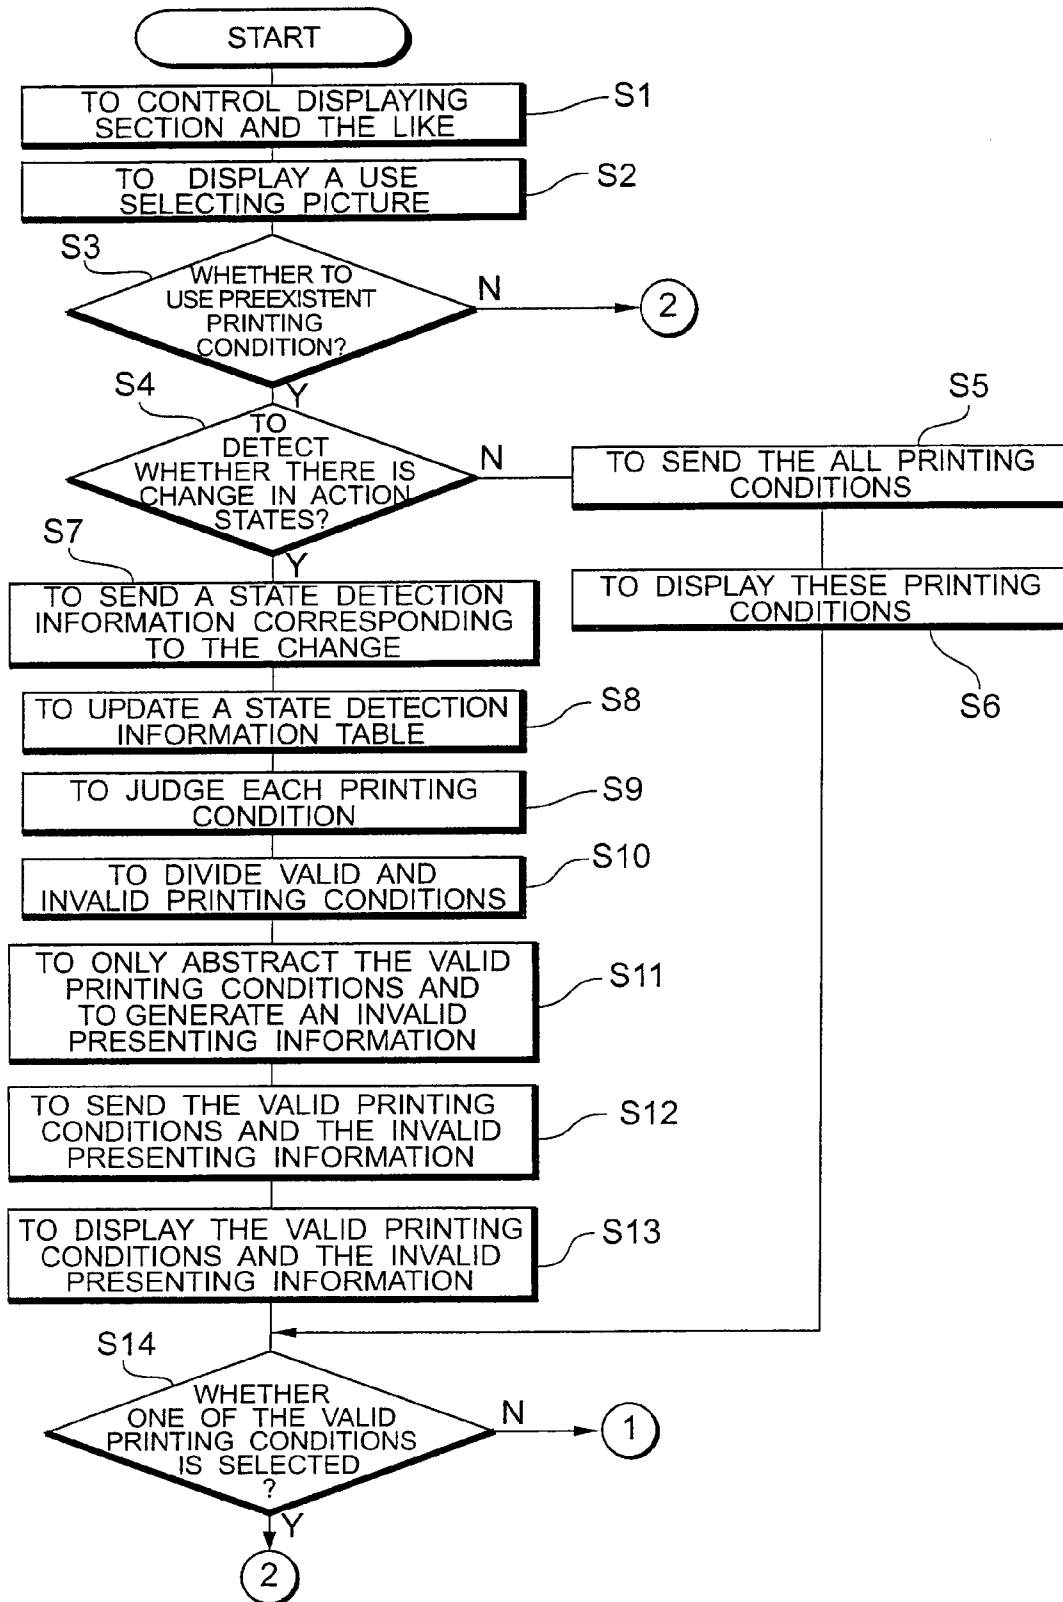 START
S1
TO CONTROL DISPLAYING
SECTION AND THE LIKE
S2
TO DISPLAY A USE
SELECTING PICTURE
S3
WHETHER TO
USE PREEXISTENT
PRINTING
CONDITION?
N
2
Y
S4
TO
DETECT
WHETHER THERE IS
CHANGE IN ACTION
STATES?
N
Y
S5
TO SEND THE ALL PRINTING
CONDITIONS
TO DISPLAY THESE PRINTING
CONDITIONS
S6
S7
TO SEND A STATE DETECTION
INFORMATION CORRESPONDING
TO THE CHANGE
S8
TO UPDATE A STATE DETECTION
INFORMATION TABLE
S9
TO JUDGE EACH PRINTING
CONDITION
S10
TO DIVIDE VALID AND
INVALID PRINTING CONDITIONS
S11
TO ONLY ABSTRACT THE VALID
PRINTING CONDITIONS AND
TO GENERATE AN INVALID
PRESENTING INFORMATION
S12
TO SEND THE VALID PRINTING
CONDITIONS AND THE INVALID
PRESENTING INFORMATION
S13
TO DISPLAY THE VALID PRINTING
CONDITIONS AND THE INVALID
PRESENTING INFORMATION
S14
WHETHER
ONE OF THE VALID
PRINTING CONDITIONS
IS SELECTED
?
N
1
Y
2